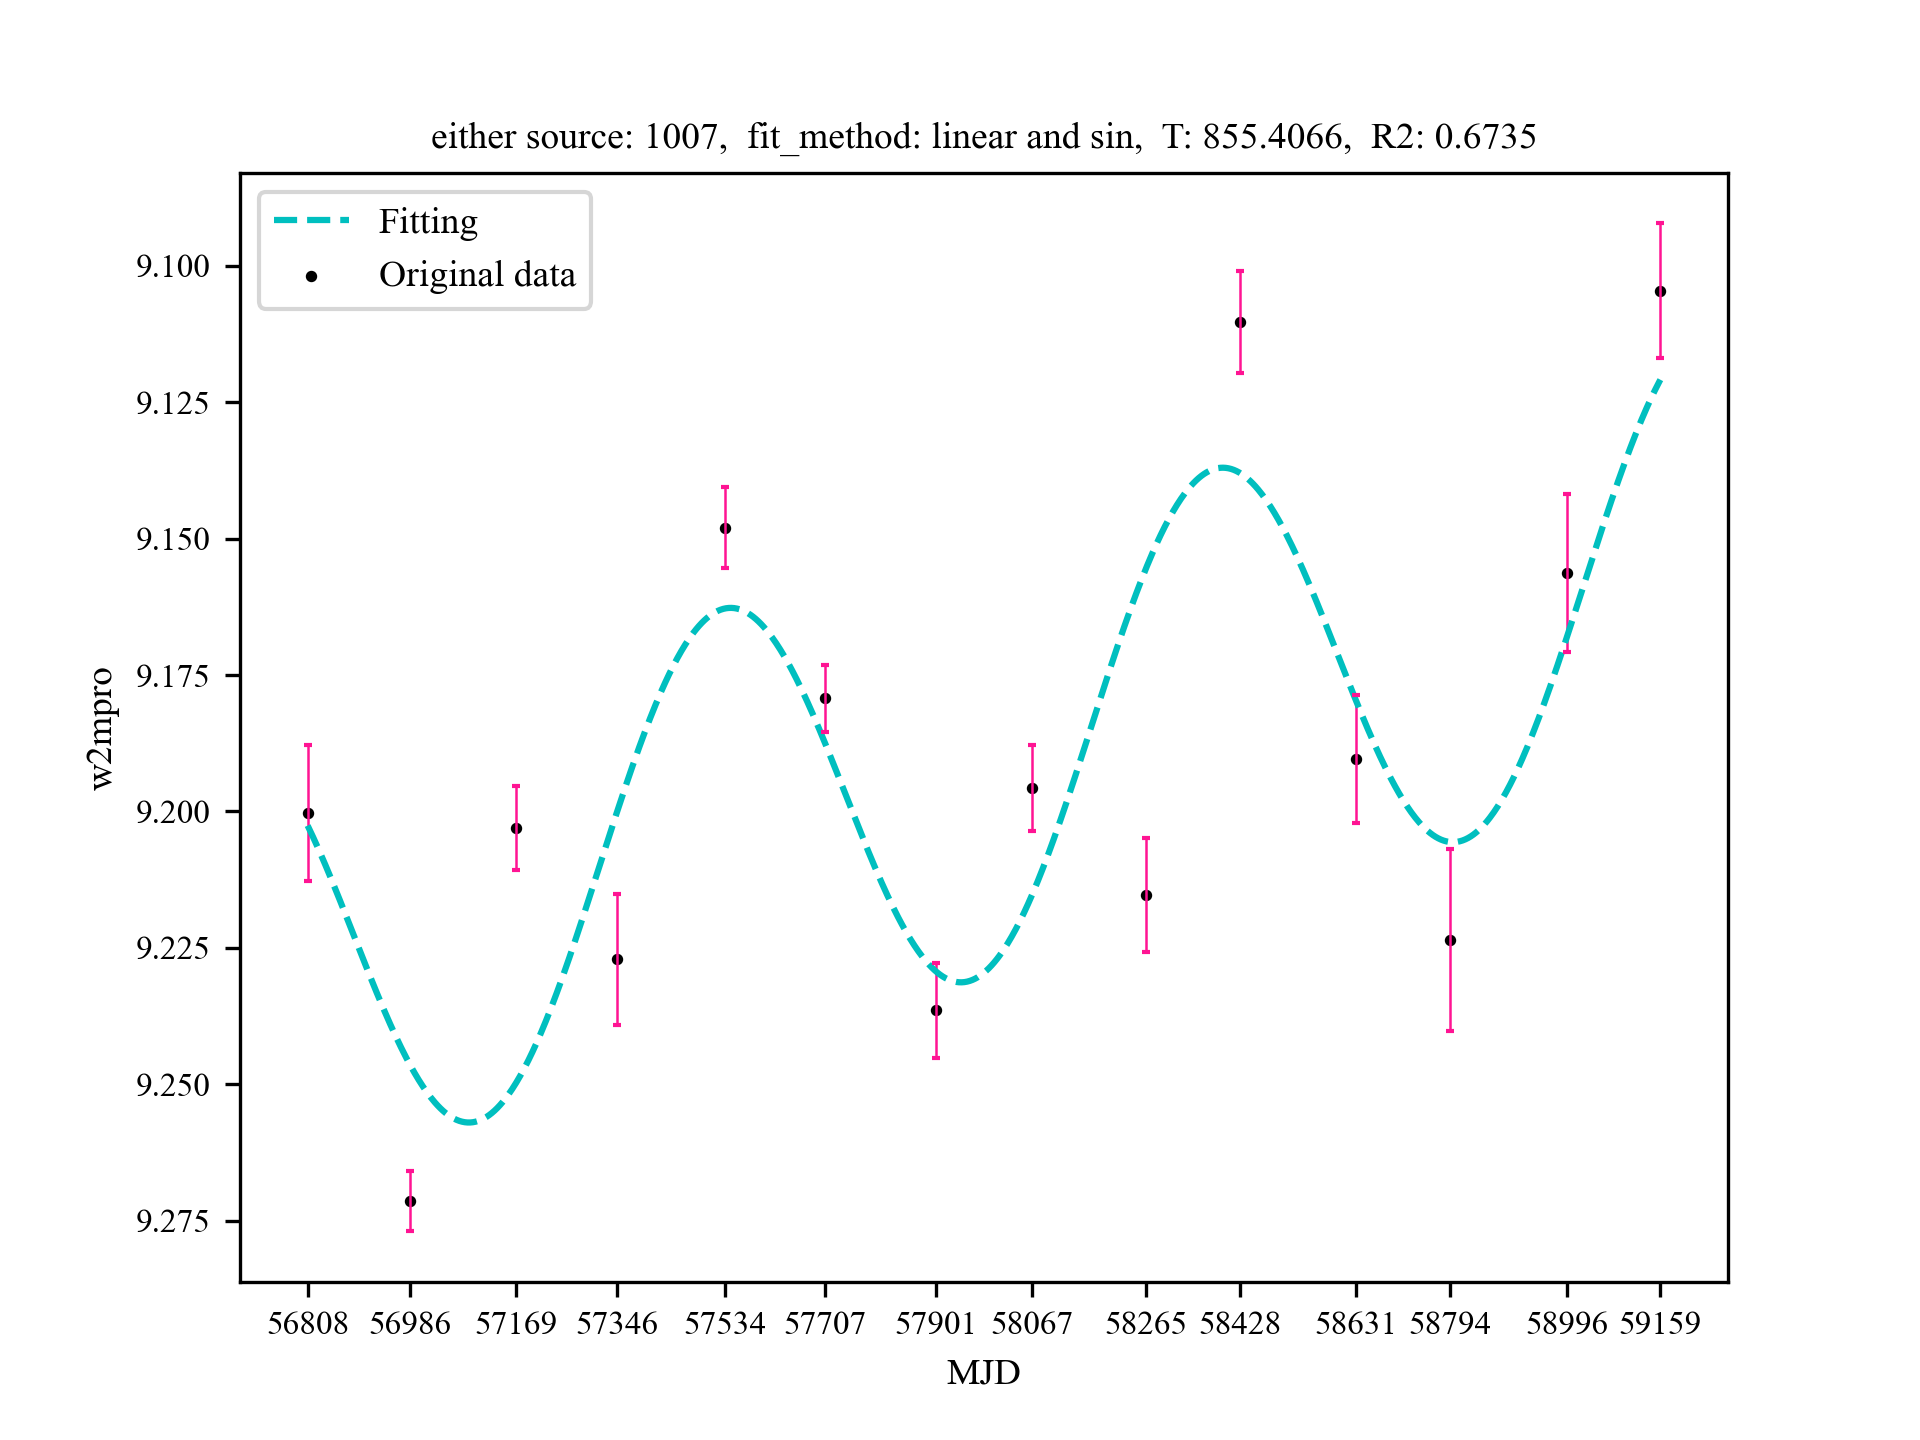 either source: 1007, fit_method: linear and sin, T: 855.4066, R2: 0.6735
Fitting
Original data
9.100
9.125
9.150
9.175
9.200
9.225
9.250
9.275
w2mpro
56808 56986 57169 57346 57534 57707 57901 58067 58265 58428 58631 58794 58996 59159
MJD